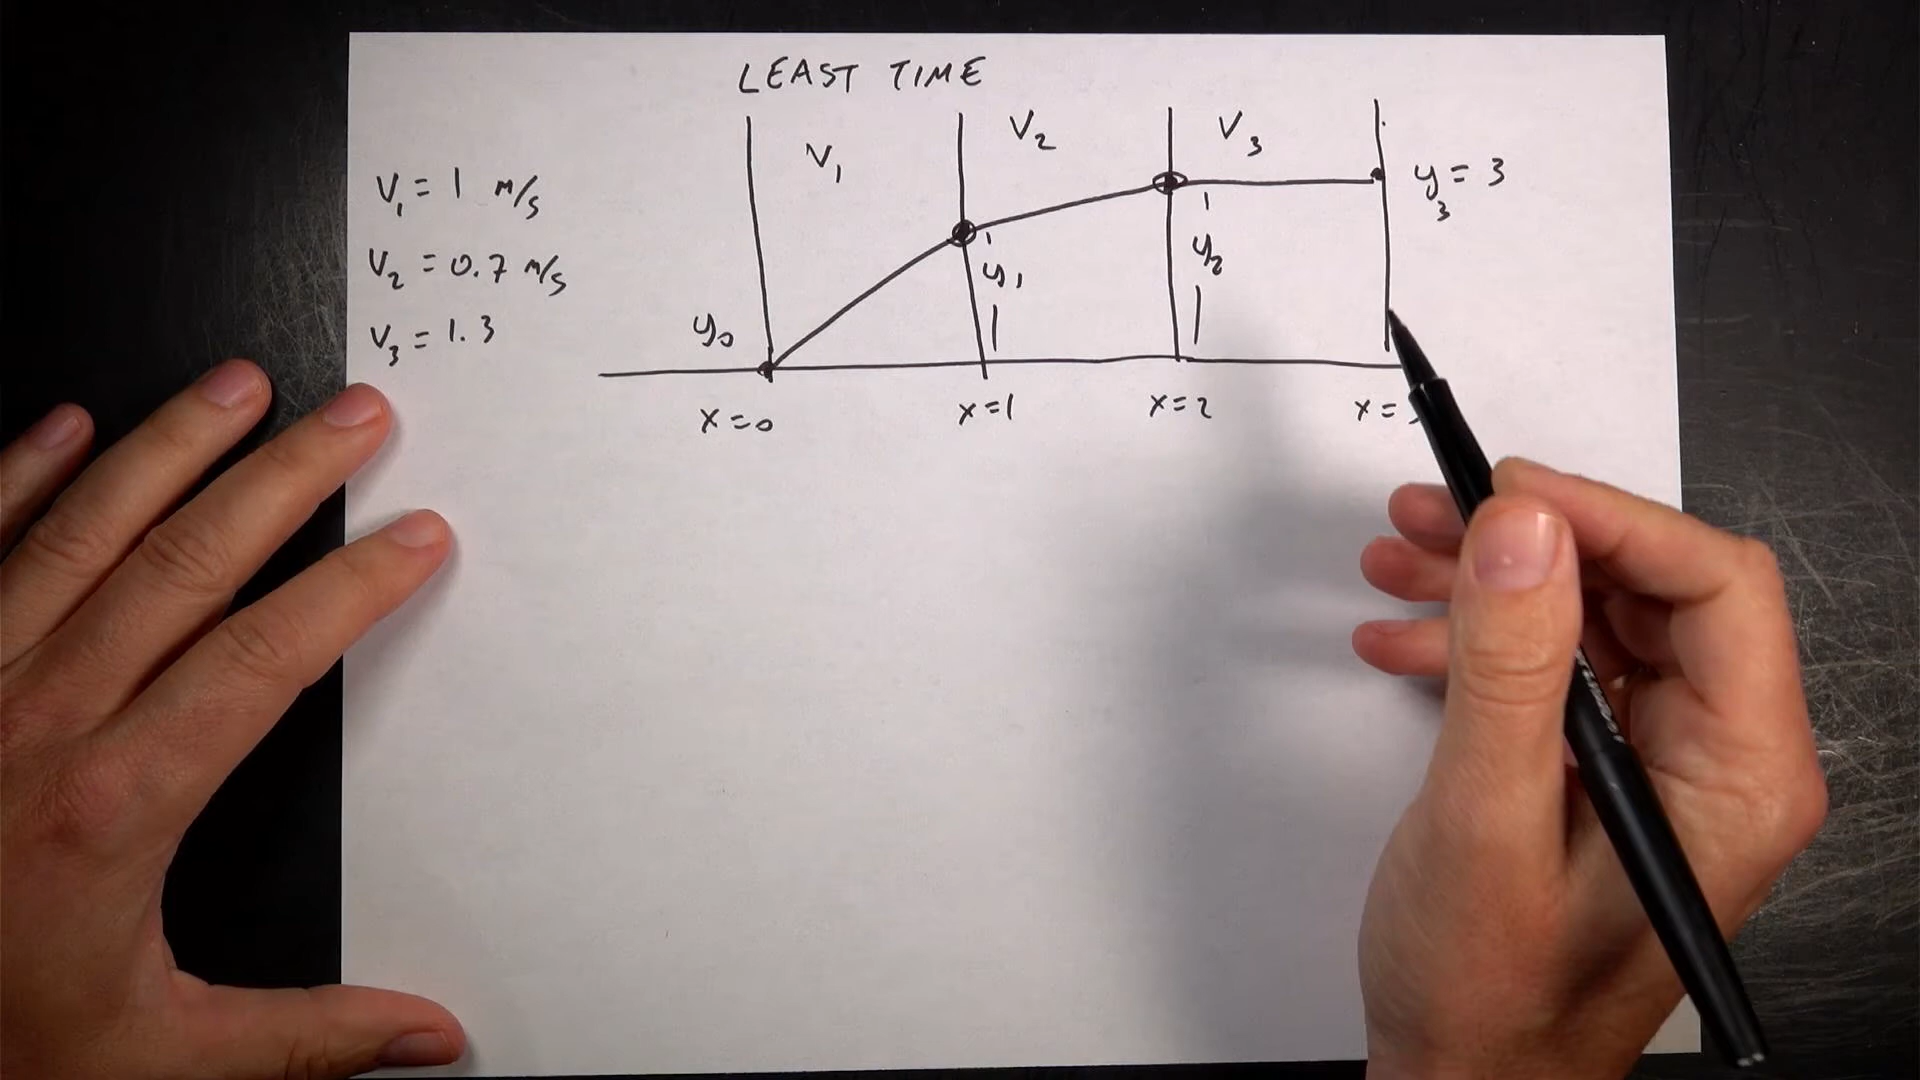 LEAST TIME
V₁ = 1 m/s
V₂ = 0.7 m/s
V₃ = 1.3
V₁
V₂
V₃
y₃ = 3
y₀
y₁
y₂
x = 0
x = 1
x = 2
x =